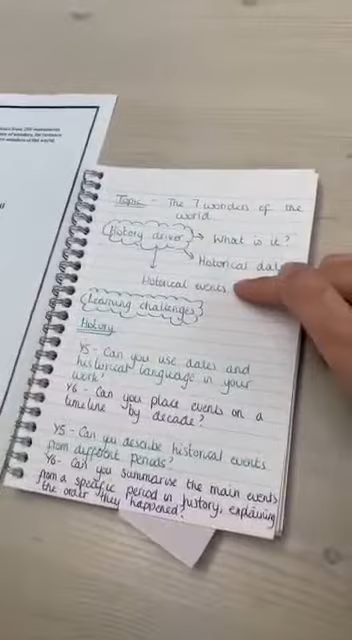 Topic - The 7 wonders of the
world
History driver
What is it?
Historical
Historical events
Learning challenges
History
Y5 - Can you use dates and
historical language in your
work?
Y6 - Can you place events on a
timeline by decade?
Y5 - Can you describe historical events
from different periods?
Y6 - Can you summarise the main events
from a specific period in history, explaining
the order they happened?